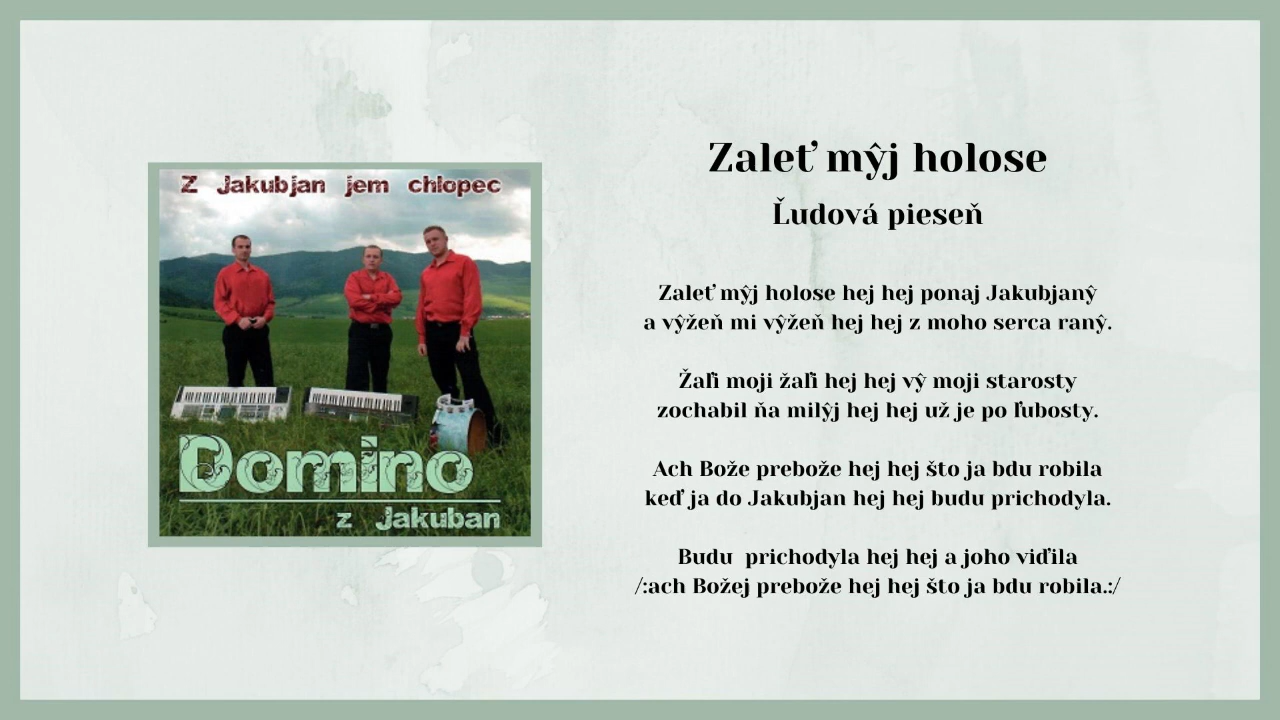 Z Jakubjan jem chlopec
Domino
z Jakuban
Zaleť mŷj holose
Ľudová pieseň
Zaleť mŷj holose hej hej ponaj Jakubjanŷ
a vŷžeň mi vŷžeň hej hej z moho serca ranŷ.
Žaľi moji žaľi hej hej vŷ moji starosty
zochabil ňa milŷj hej hej už je po ľubosty.
Ach Bože prebože hej hej što ja bdu robila
keď ja do Jakubjan hej hej budu prichodyla.
Budu  prichodyla hej hej a joho viďila
/:ach Božej prebože hej hej što ja bdu robila.:/